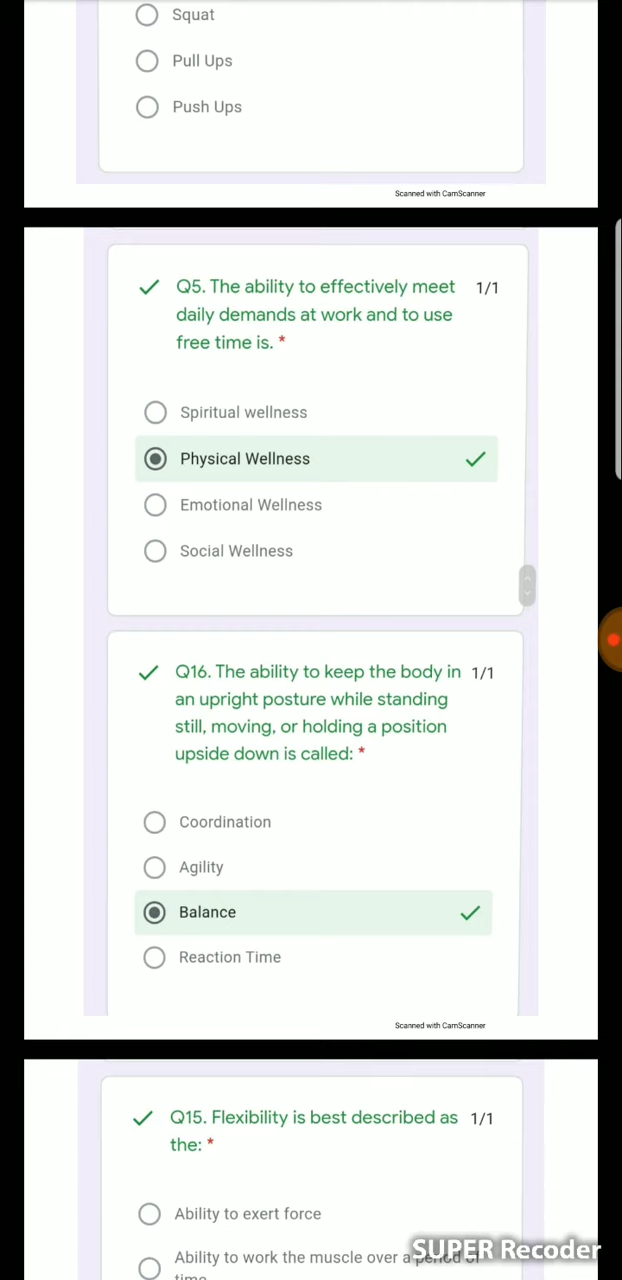 Squat
Pull Ups
Push Ups
Scanned with CamScanner
Q5. The ability to effectively meet 1/1
daily demands at work and to use
free time is. *
Spiritual wellness
Physical Wellness
Emotional Wellness
Social Wellness
Q16. The ability to keep the body in 1/1
an upright posture while standing
still, moving, or holding a position
upside down is called: *
Coordination
Agility
Balance
Reaction Time
Scanned with CamScanner
Q15. Flexibility is best described as 1/1
the: *
Ability to exert force
Ability to work the muscle over a period of
time
SUPER Recoder